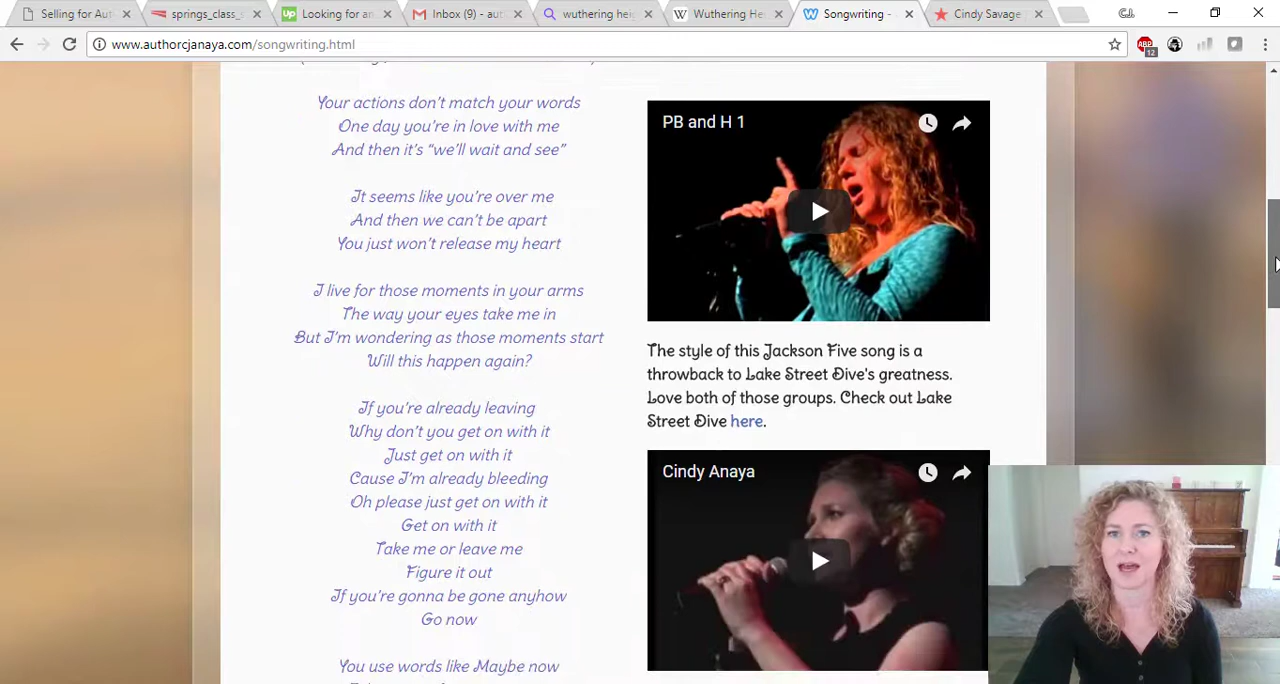 Selling for Aut
springs_class_s
Looking for an
Inbox (9) - aut
wuthering heig
Wuthering He
Songwriting -
Cindy Savage
C.J.
www.authorcjanaya.com/songwriting.html
ABP
12
Your actions don't match your words
One day you're in love with me
And then it's "we'll wait and see"
It seems like you're over me
And then we can't be apart
You just won't release my heart
I live for those moments in your arms
The way your eyes take me in
But I'm wondering as those moments start
Will this happen again?
If you're already leaving
Why don't you get on with it
Just get on with it
Cause I'm already bleeding
Oh please just get on with it
Get on with it
Take me or leave me
Figure it out
If you're gonna be gone anyhow
Go now
You use words like Maybe now
PB and H 1
The style of this Jackson Five song is a
throwback to Lake Street Dive's greatness.
Love both of those groups. Check out Lake
Street Dive here.
Cindy Anaya